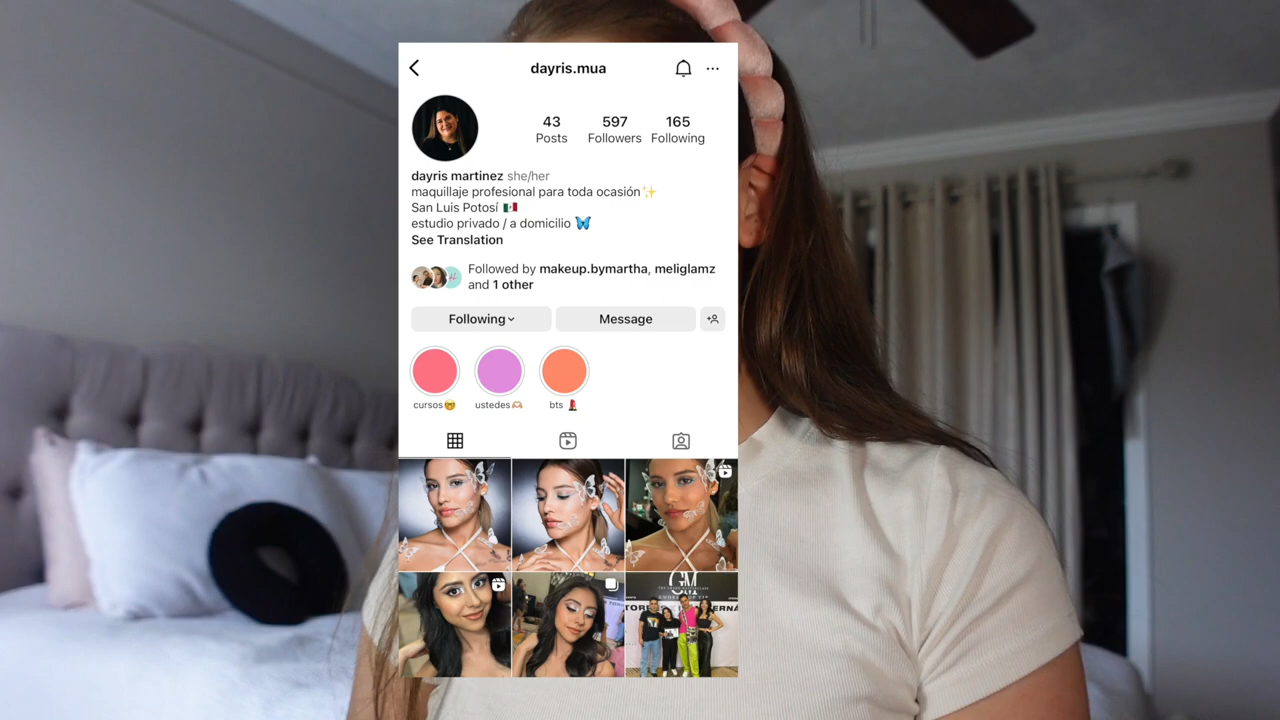 dayris.mua
43
597
165
Posts
Followers
Following
dayris martinez she/her
maquillaje profesional para toda ocasión✨
San Luis Potosí 🇲🇽
estudio privado / a domicilio 🦋
See Translation
Followed by makeup.bymartha, meliglamz
and 1 other
Following
Message
cursos🤓
ustedes🫶🏼
bts 💄
GM